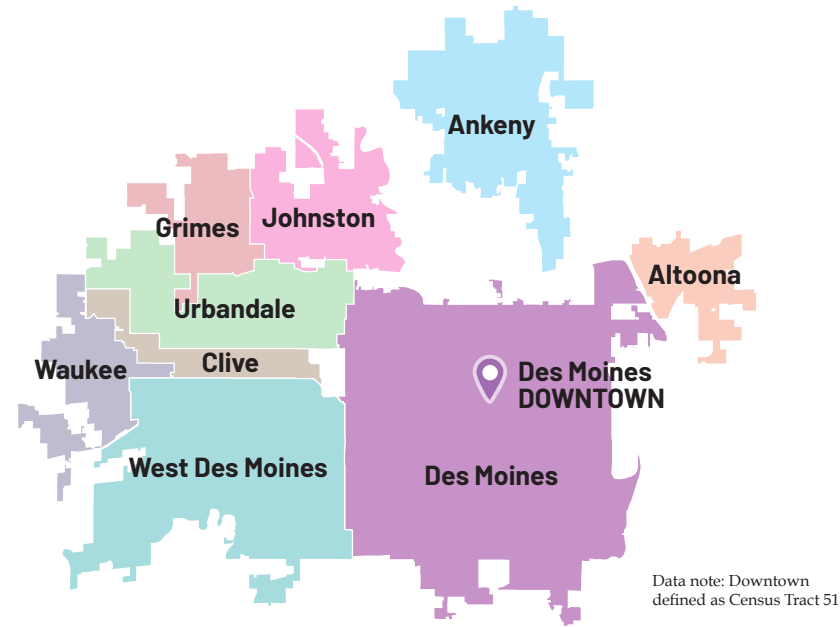 Ankeny
Johnston
Grimes
Altoona
Urbandale
Clive
Waukee
Des Moines
DOWNTOWN
West Des Moines
Des Moines
Data note: Downtown
defined as Census Tract 51